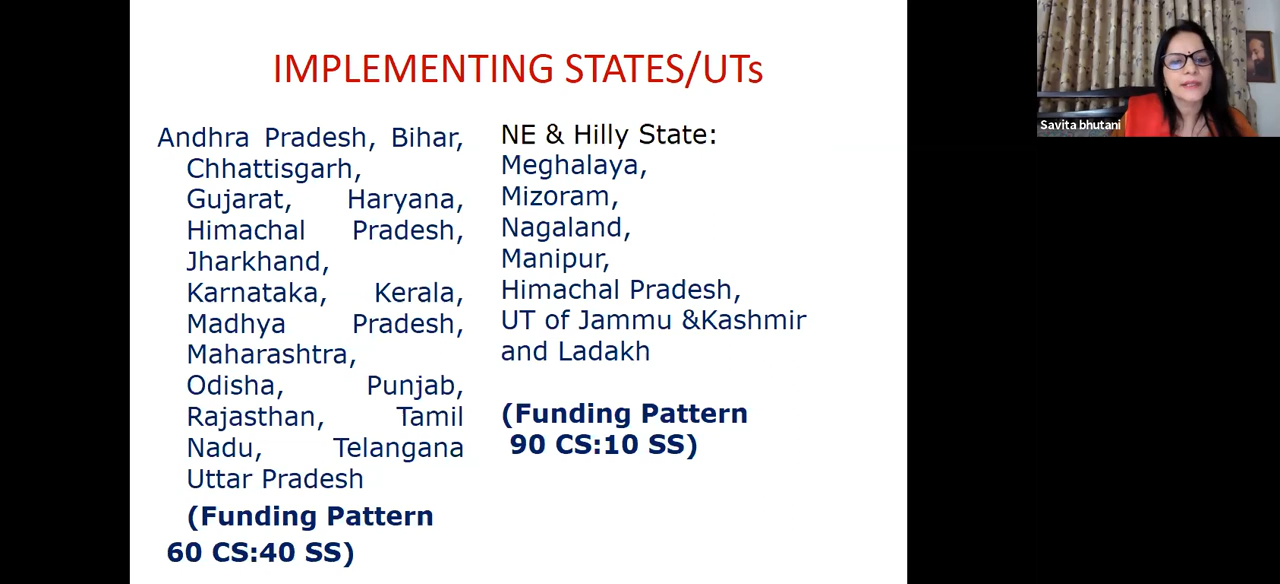 IMPLEMENTING STATES/UTs
Andhra Pradesh, Bihar,
Chhattisgarh,
Gujarat, Haryana,
Himachal Pradesh,
Jharkhand,
Karnataka, Kerala,
Madhya Pradesh,
Maharashtra,
Odisha, Punjab,
Rajasthan, Tamil
Nadu, Telangana
Uttar Pradesh
(Funding Pattern
60 CS:40 SS)
NE & Hilly State:
Meghalaya,
Mizoram,
Nagaland,
Manipur,
Himachal Pradesh,
UT of Jammu &Kashmir
and Ladakh
(Funding Pattern
90 CS:10 SS)
Savita bhutani